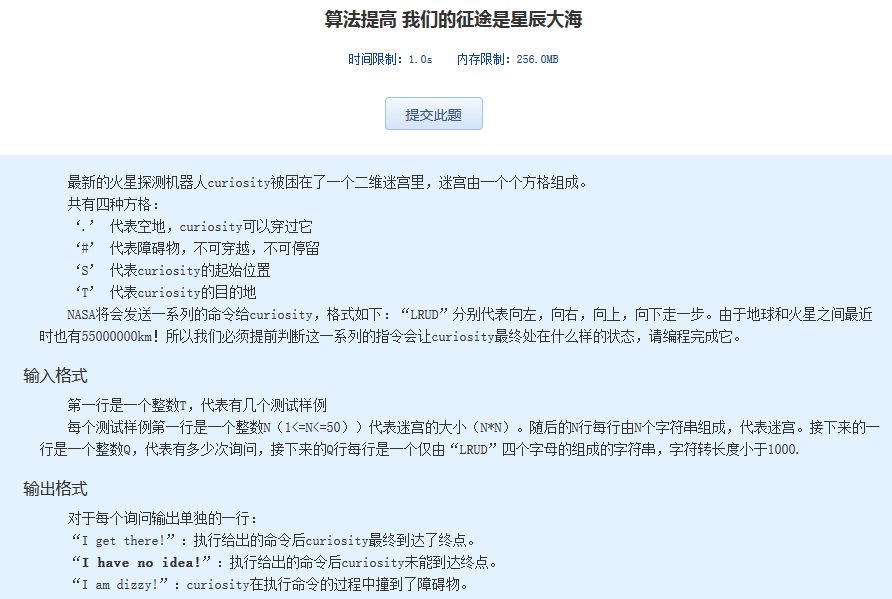 算法提高 我们的征途是星辰大海
时间限制：1.0s 内存限制：256.0MB
提交此题
最新的火星探测机器人curiosity被困在了一个二维迷宫里，迷宫由一个个方格组成。
共有四种方格：
‘.’ 代表空地，curiosity可以穿过它
‘#’ 代表障碍物，不可穿越，不可停留
‘S’ 代表curiosity的起始位置
‘T’ 代表curiosity的目的地
NASA将会发送一系列的命令给curiosity，格式如下：“LRUD”分别代表向左，向右，向上，向下走一步。由于地球和火星之间最近
时也有55000000km！所以我们必须提前判断这一系列的指令会让curiosity最终处在什么样的状态，请编程完成它。
输入格式
第一行是一个整数T，代表有几个测试样例
每个测试样例第一行是一个整数N（1<=N<=50)）代表迷宫的大小（N*N）。随后的N行每行由N个字符串组成，代表迷宫。接下来的一
行是一个整数Q，代表有多少次询问，接下来的Q行每行是一个仅由“LRUD”四个字母的组成的字符串，字符转长度小于1000.
输出格式
对于每个询问输出单独的一行：
“I get there!”：执行给出的命令后curiosity最终到达了终点。
“I have no idea!”：执行给出的命令后curiosity未能到达终点。
“I am dizzy!”：curiosity在执行命令的过程中撞到了障碍物。